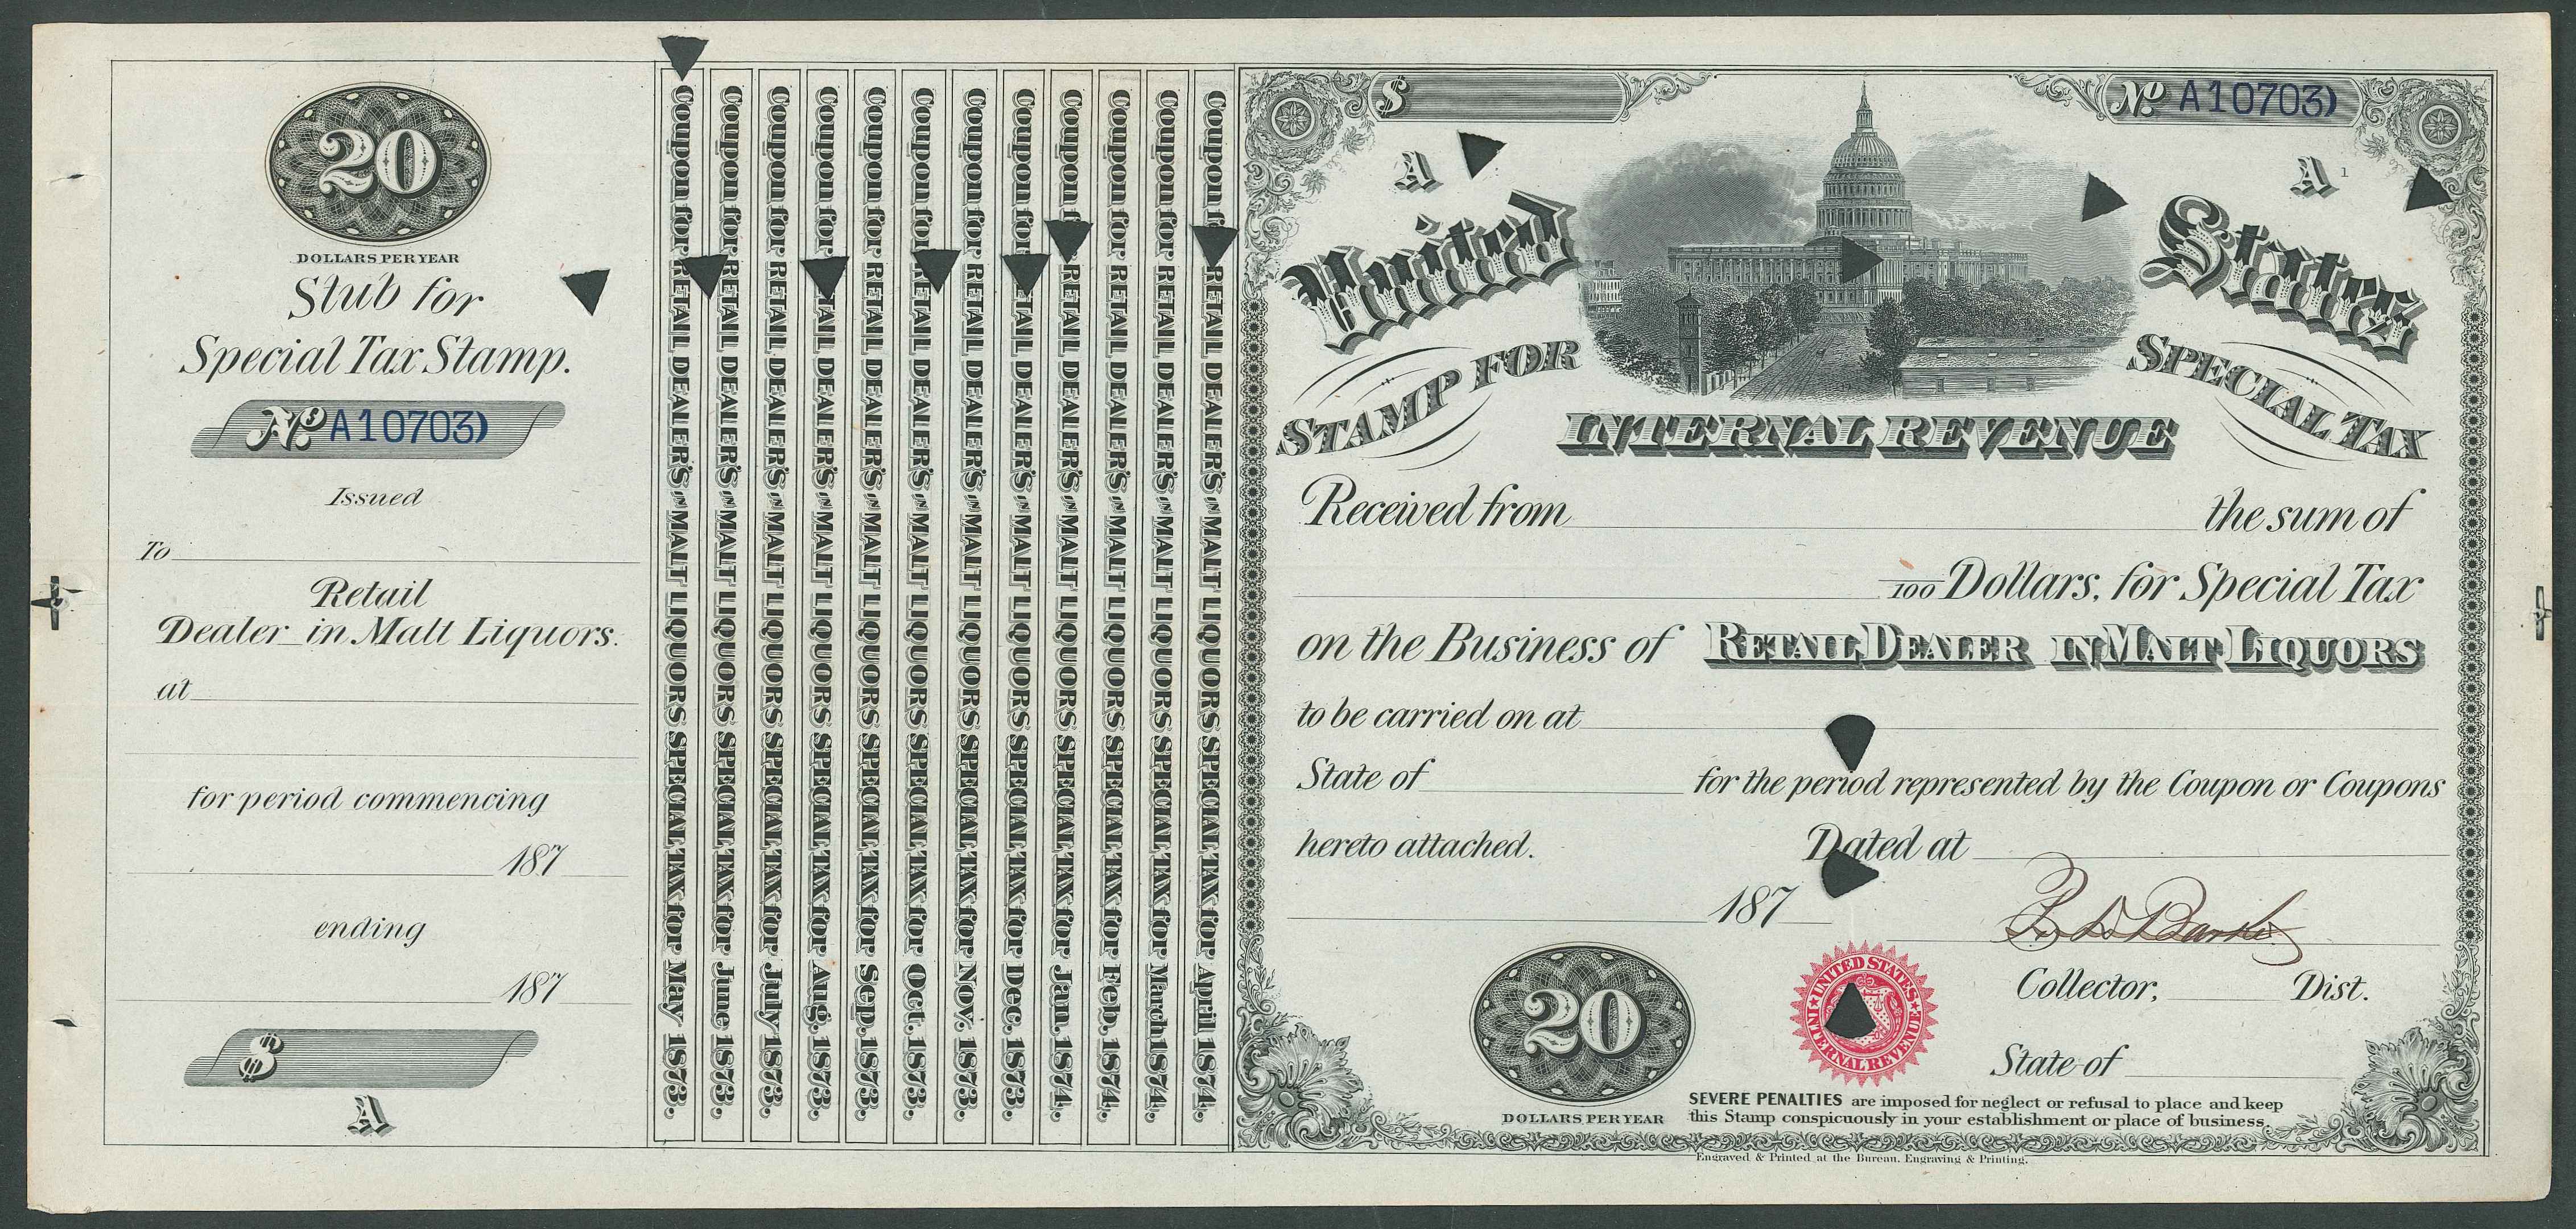 20
DOLLARS PER YEAR
Stub for
Special Tax Stamp.
No A10703)
Issued
To
Retail
Dealer in Malt Liquors.
at
for period commencing
187
ending
187
$
A
Coupon for RETAIL DEALER'S IN MALT LIQUORS SPECIAL TAX for May 1873.
Coupon for RETAIL DEALER'S IN MALT LIQUORS SPECIAL TAX for June 1873.
Coupon for RETAIL DEALER'S IN MALT LIQUORS SPECIAL TAX for July 1873.
Coupon for RETAIL DEALER'S IN MALT LIQUORS SPECIAL TAX for Aug. 1873.
Coupon for RETAIL DEALER'S IN MALT LIQUORS SPECIAL TAX for Sep. 1873.
Coupon for RETAIL DEALER'S IN MALT LIQUORS SPECIAL TAX for Oct. 1873.
Coupon for RETAIL DEALER'S IN MALT LIQUORS SPECIAL TAX for Nov. 1873.
Coupon for RETAIL DEALER'S IN MALT LIQUORS SPECIAL TAX for Dec. 1873.
Coupon for RETAIL DEALER'S IN MALT LIQUORS SPECIAL TAX for Jan. 1874.
Coupon for RETAIL DEALER'S IN MALT LIQUORS SPECIAL TAX for Feb. 1874.
Coupon for RETAIL DEALER'S IN MALT LIQUORS SPECIAL TAX for March 1874.
Coupon for RETAIL DEALER'S IN MALT LIQUORS SPECIAL TAX for April 1874.
$ No A10703)
A A 1
United States
STAMP FOR SPECIAL TAX
INTERNAL REVENUE
Received from the sum of
/100 Dollars, for Special Tax
on the Business of RETAIL DEALER IN MALT LIQUORS
to be carried on at
State of for the period represented by the Coupon or Coupons
hereto attached. Dated at
187
Collector, Dist.
State of
UNITED STATES INTERNAL REVENUE
20
DOLLARS PER YEAR
SEVERE PENALTIES are imposed for neglect or refusal to place and keep
this Stamp conspicuously in your establishment or place of business.
Engraved & Printed at the Bureau, Engraving & Printing.